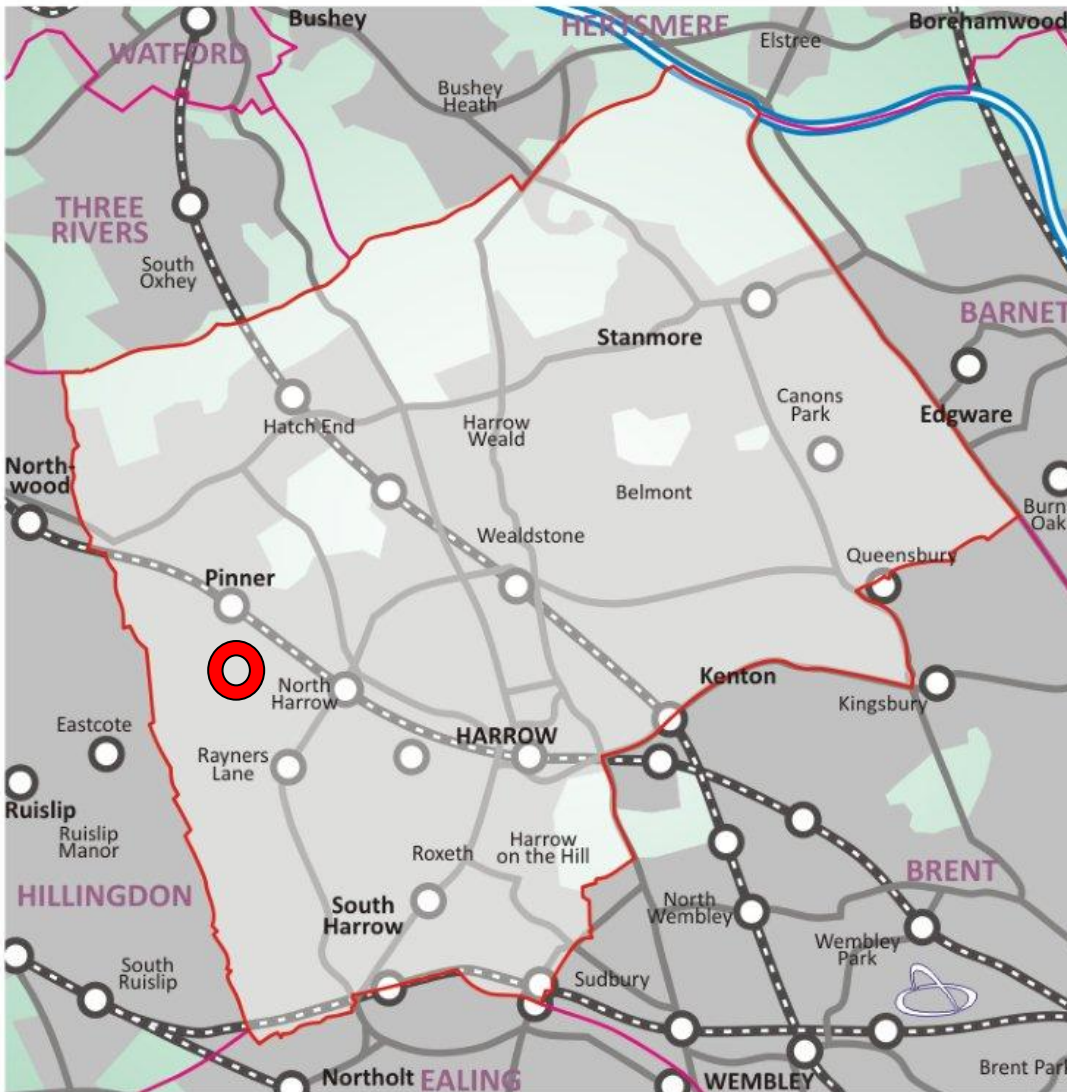 Bushey
HERTSMERE
Borehamwood
WATFORD
Elstree
Bushey
Heath
THREE
RIVERS
South
Oxhey
BARNET
Stanmore
Canons
Park
Edgware
Hatch End
Harrow
Weald
North-
wood
Belmont
Burn
Oak
Wealdstone
Queensbury
Pinner
North
Harrow
Kenton
Kingsbury
Eastcote
HARROW
Rayners
Lane
Ruislip
Ruislip
Manor
Roxeth
Harrow
on the Hill
BRENT
HILLINGDON
South
Harrow
North
Wembley
Wembley
Park
South
Ruislip
Sudbury
Northolt
EALING
WEMBLEY
Brent Park